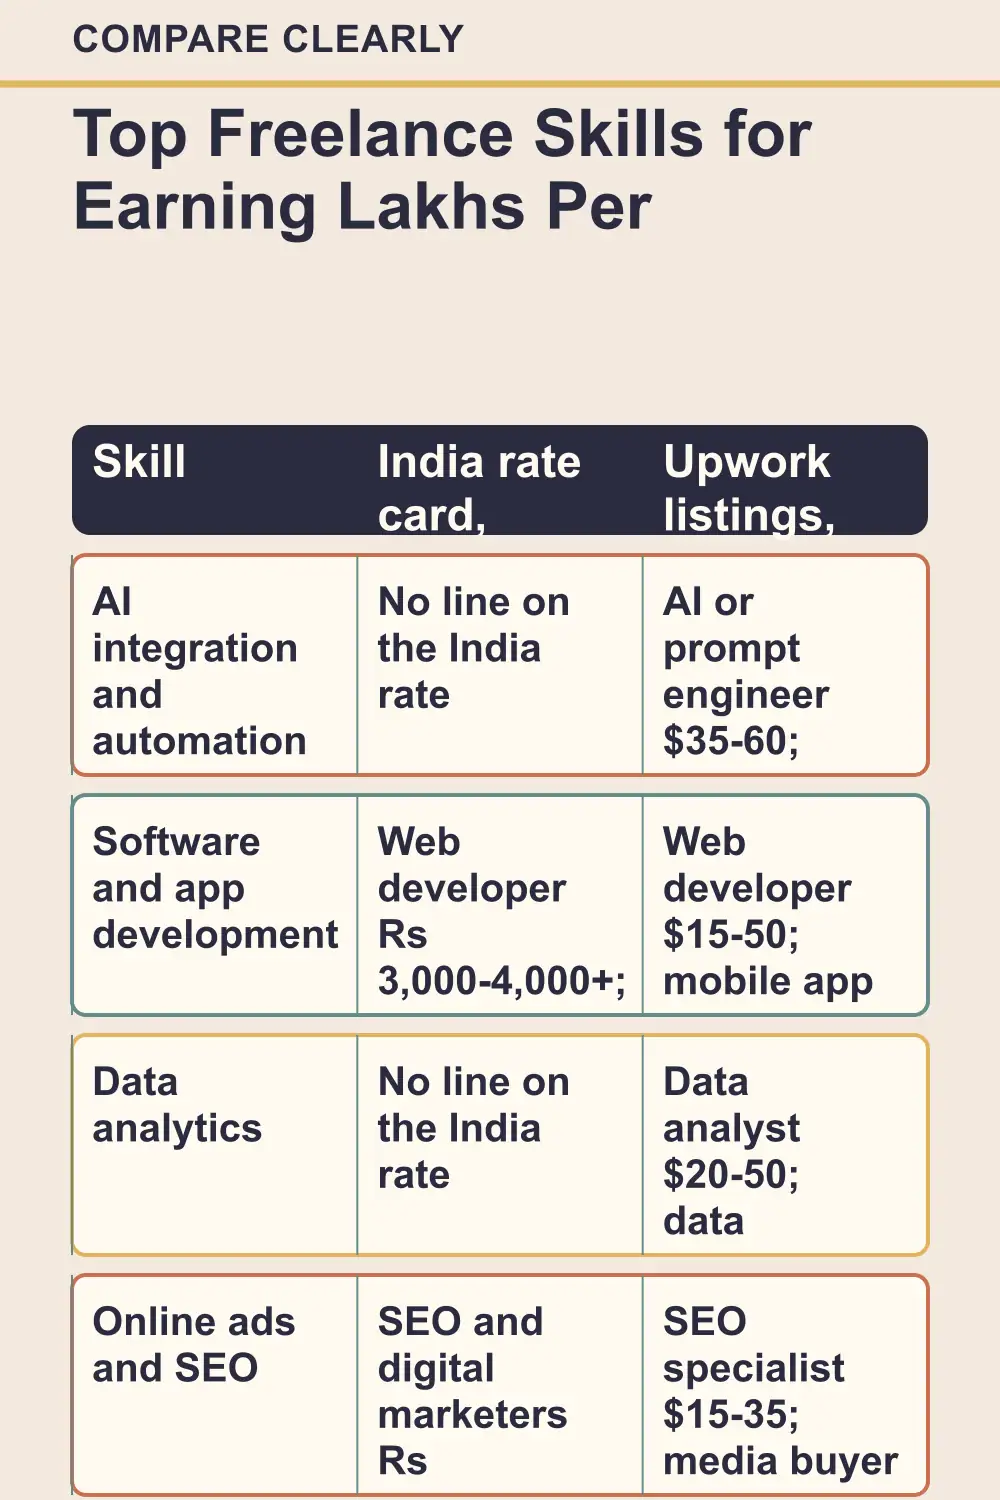 COMPARE CLEARLY
Top Freelance Skills for
Earning Lakhs Per
Skill
India rate
card,
Upwork
listings,
AI
integration
and
automation
No line on
the India
rate
AI or
prompt
engineer
$35-60;
Software
and app
development
Web
developer
Rs
3,000-4,000+;
Web
developer
$15-50;
mobile app
Data
analytics
No line on
the India
rate
Data
analyst
$20-50;
data
Online ads
and SEO
SEO and
digital
marketers
Rs
SEO
specialist
$15-35;
media buyer